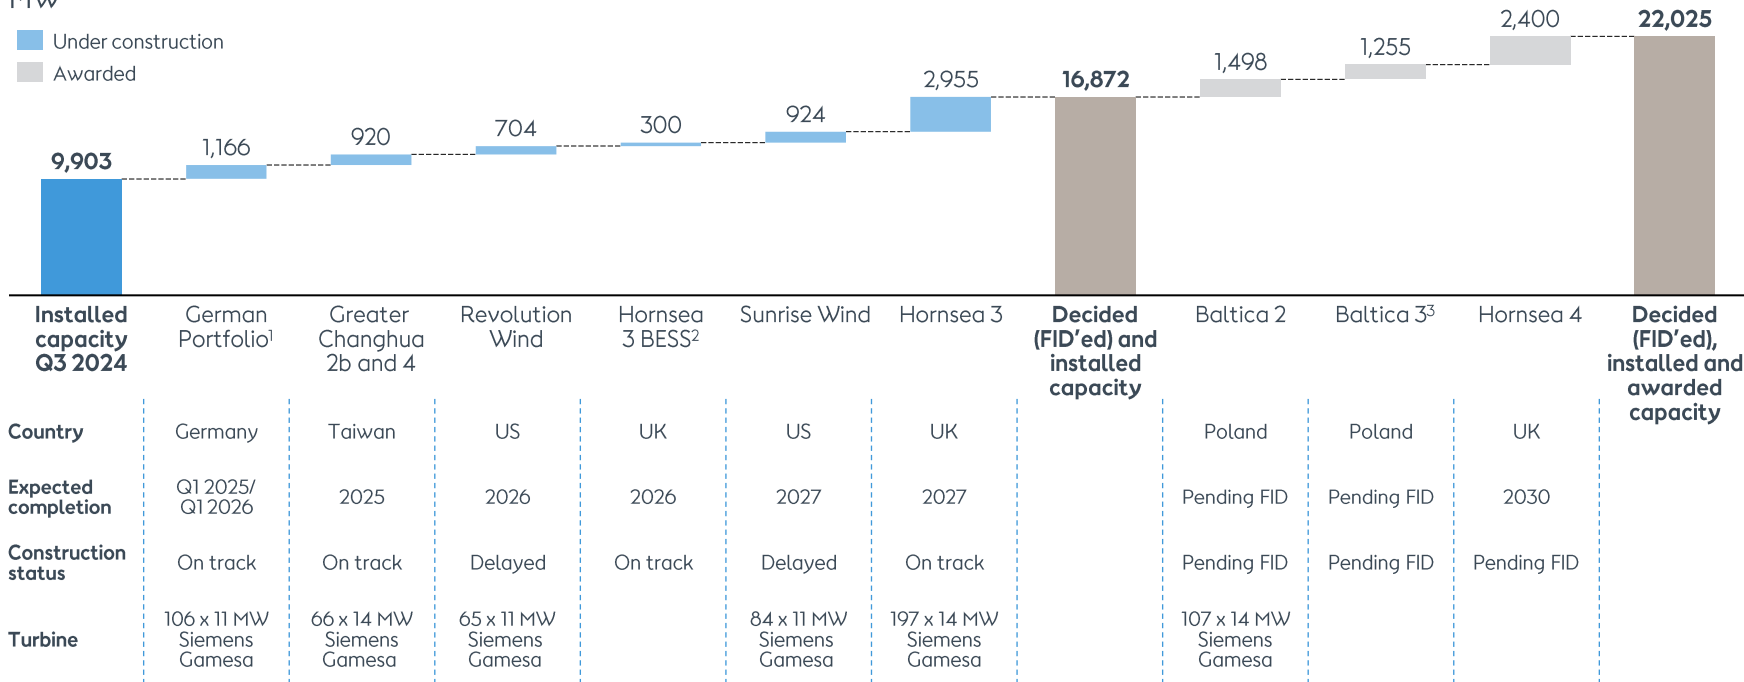 MW
Under construction
Awarded
9,903
1,166
920
704
300
924
2,955
16,872
1,498
1,255
2,400
22,025
Installed
capacity
Q3 2024
German
Portfolio¹
Greater
Changhua
2b and 4
Revolution
Wind
Hornsea
3 BESS²
Sunrise Wind
Hornsea 3
Decided
(FID'ed) and
installed
capacity
Baltica 2
Baltica 3³
Hornsea 4
Decided
(FID'ed),
installed and
awarded
capacity
Country
Germany
Taiwan
US
UK
US
UK
Poland
Poland
UK
Expected
completion
Q1 2025/
Q1 2026
2025
2026
2026
2027
2027
Pending FID
Pending FID
2030
Construction
status
On track
On track
Delayed
On track
Delayed
On track
Pending FID
Pending FID
Pending FID
Turbine
106 x 11 MW
Siemens
Gamesa
66 x 14 MW
Siemens
Gamesa
65 x 11 MW
Siemens
Gamesa
84 x 11 MW
Siemens
Gamesa
197 x 14 MW
Siemens
Gamesa
107 x 14 MW
Siemens
Gamesa